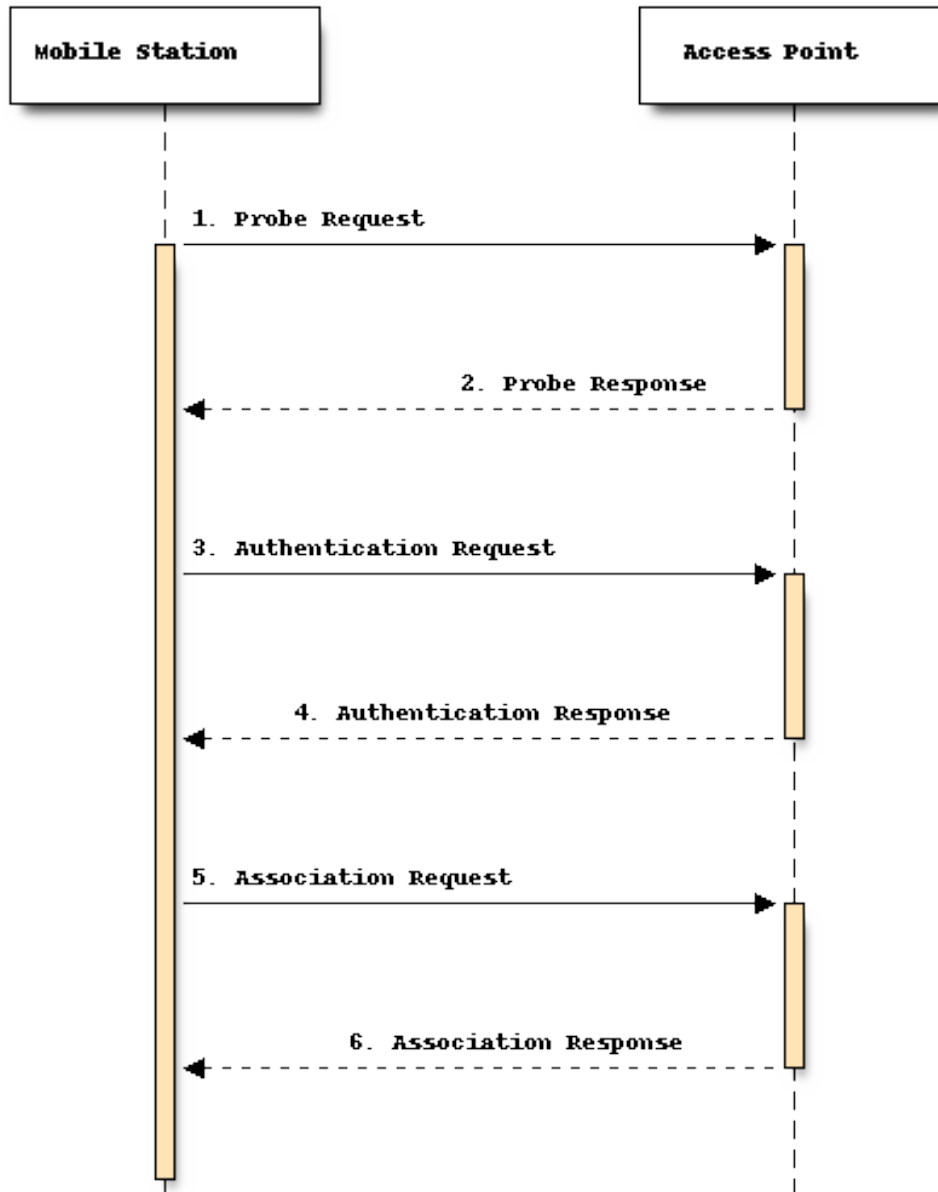 Mobile Station
Access Point
1. Probe Request
2. Probe Response
3. Authentication Request
4. Authentication Response
5. Association Request
6. Association Response